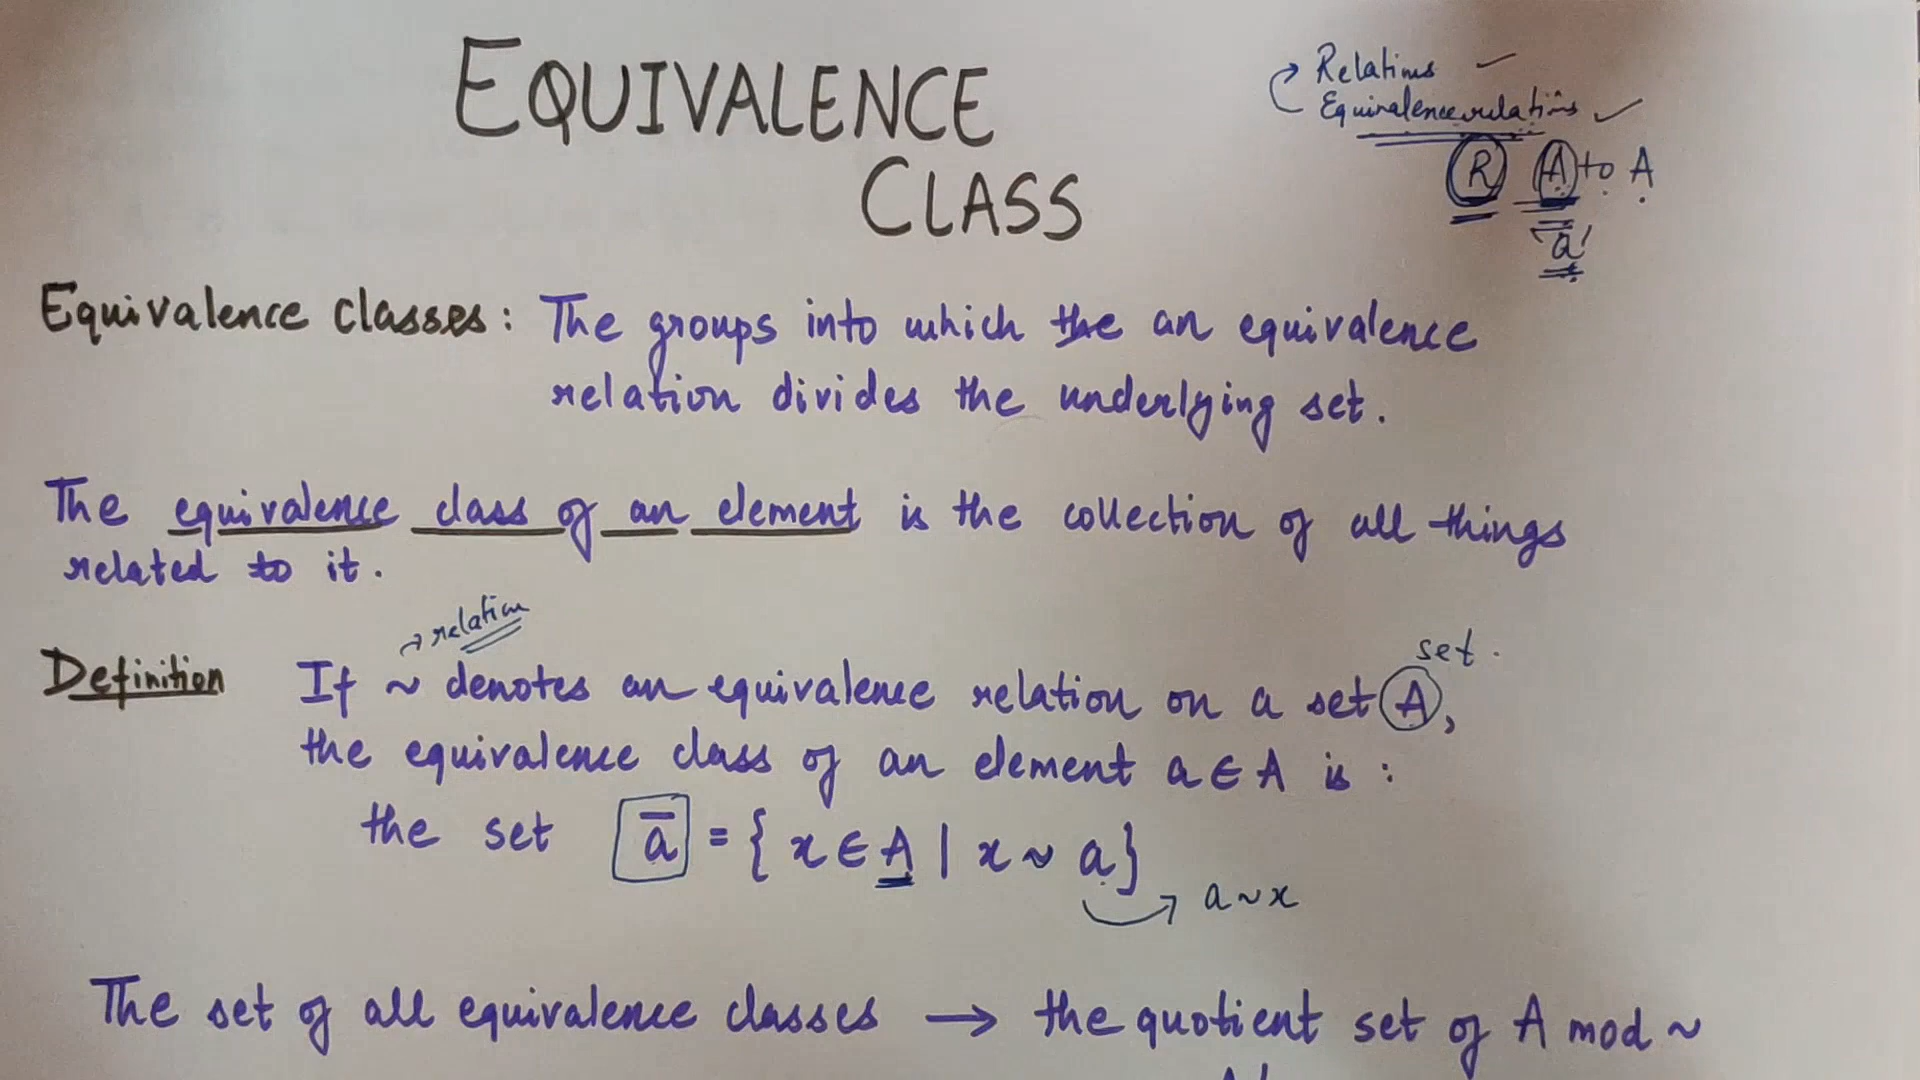 EQUIVALENCE
CLASS
Relations ✓
Equivalence relations ✓
R A to A
a
Equivalence classes : The groups into which the an equivalence
relation divides the underlying set.
The equivalence class of an element is the collection of all things
related to it.
→ relation
set.
Definition If ~ denotes an equivalence relation on a set A,
the equivalence class of an element a ∈ A is :
the set a̅ = { x ∈ A | x ~ a }
→ a ~ x
The set of all equivalence classes → the quotient set of A mod ~